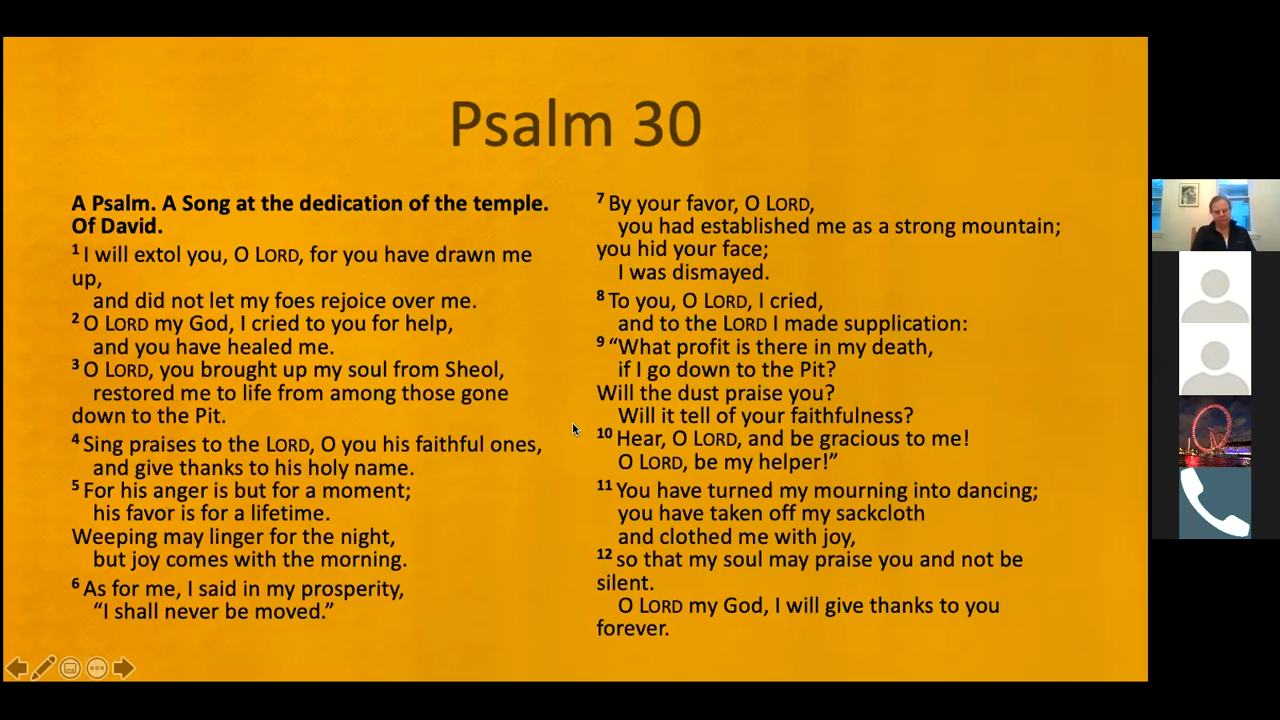 Psalm 30
A Psalm. A Song at the dedication of the temple.
Of David.
1 I will extol you, O LORD, for you have drawn me
up,
and did not let my foes rejoice over me.
2 O LORD my God, I cried to you for help,
and you have healed me.
3 O LORD, you brought up my soul from Sheol,
restored me to life from among those gone
down to the Pit.
4 Sing praises to the LORD, O you his faithful ones,
and give thanks to his holy name.
5 For his anger is but for a moment;
his favor is for a lifetime.
Weeping may linger for the night,
but joy comes with the morning.
6 As for me, I said in my prosperity,
“I shall never be moved.”
7 By your favor, O LORD,
you had established me as a strong mountain;
you hid your face;
I was dismayed.
8 To you, O LORD, I cried,
and to the LORD I made supplication:
9 “What profit is there in my death,
if I go down to the Pit?
Will the dust praise you?
Will it tell of your faithfulness?
10 Hear, O LORD, and be gracious to me!
O LORD, be my helper!”
11 You have turned my mourning into dancing;
you have taken off my sackcloth
and clothed me with joy,
12 so that my soul may praise you and not be
silent.
O LORD my God, I will give thanks to you
forever.